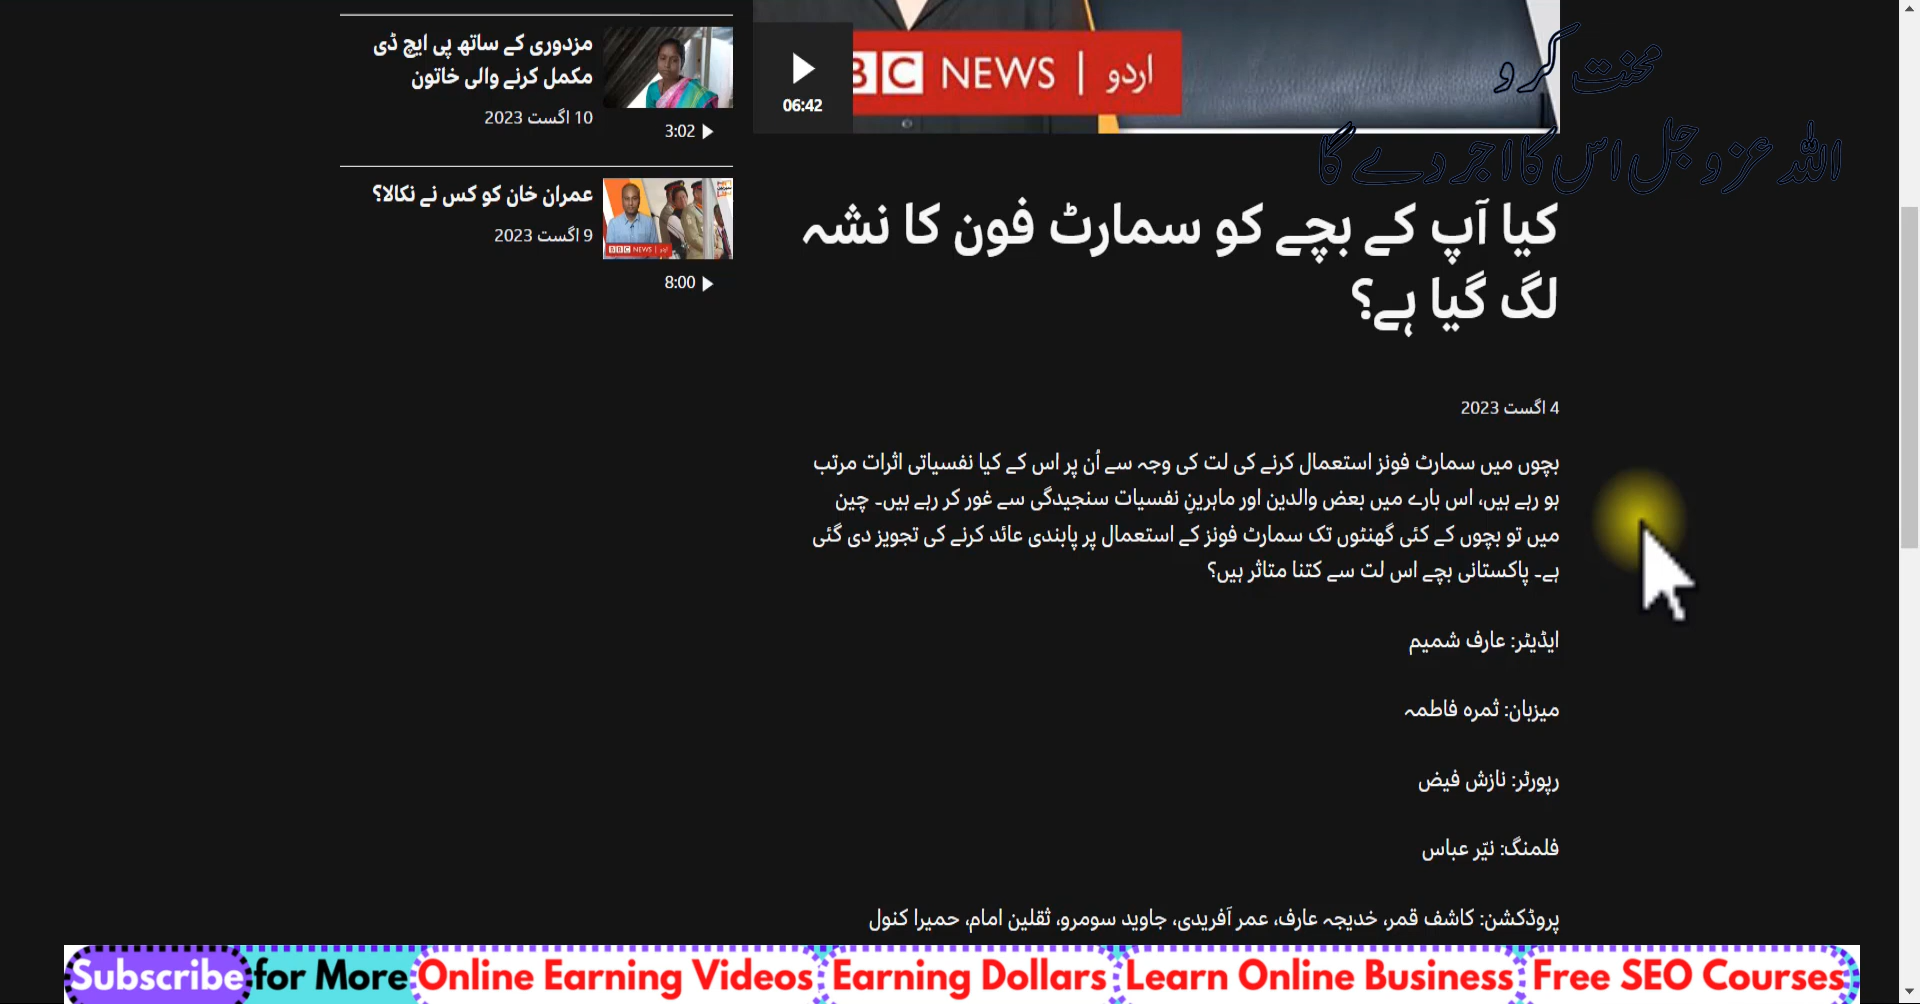 محنت کرو
اللہ عزوجل اس کا اجر دے گا
BBC NEWS | اردو
06:42
کیا آپ کے بچے کو سمارٹ فون کا نشہ
لگ گیا ہے؟
4 اگست 2023
بچوں میں سمارٹ فونز استعمال کرنے کی لت کی وجہ سے اُن پر اس کے کیا نفسیاتی اثرات مرتب
ہو رہے ہیں، اس بارے میں بعض والدین اور ماہرینِ نفسیات سنجیدگی سے غور کر رہے ہیں۔ چین
میں تو بچوں کے کئی گھنٹوں تک سمارٹ فونز کے استعمال پر پابندی عائد کرنے کی تجویز دی گئی
ہے۔ پاکستانی بچے اس لت سے کتنا متاثر ہیں؟
ایڈیٹر: عارف شمیم
میزبان: ثمرہ فاطمہ
رپورٹر: نازش فیض
فلمنگ: نیّر عباس
پروڈکشن: کاشف قمر، خدیجہ عارف، عمر آفریدی، جاوید سومرو، ثقلین امام، حمیرا کنول
مزدوری کے ساتھ پی ایچ ڈی
مکمل کرنے والی خاتون
10 اگست 2023
3:02
عمران خان کو کس نے نکالا؟
9 اگست 2023
BBC NEWS | اردو
8:00
Subscribe for More Online Earning Videos Earning Dollars Learn Online Business Free SEO Courses